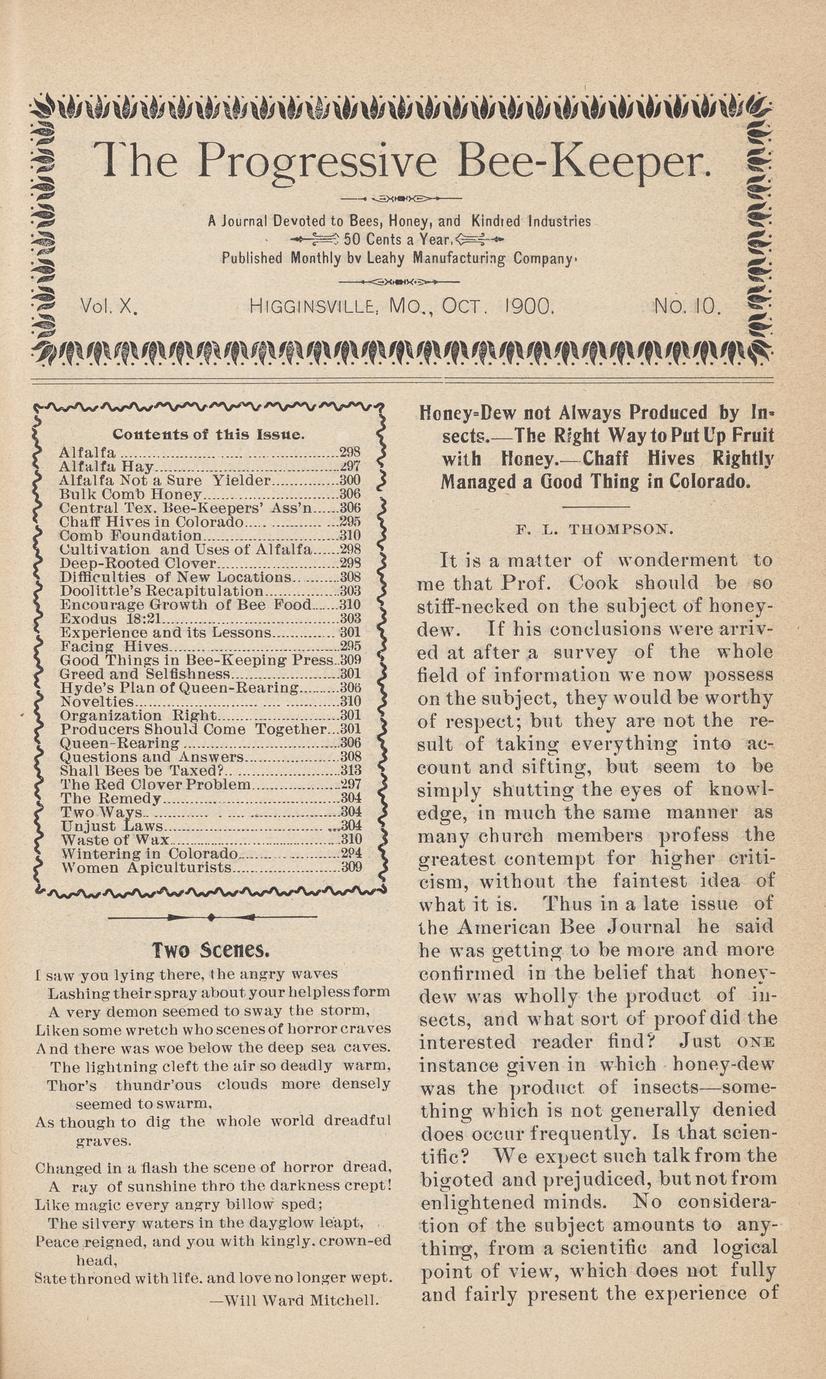 The Progressive Bee-Keeper.
A Journal Devoted to Bees, Honey, and Kindred Industries
50 Cents a Year,
Published Monthly by Leahy Manufacturing Company.
Vol. X. HIGGINSVILLE, MO., OCT. 1900. No. 10.
Contents of this Issue.
Alfalfa ........................298
Alfalfa Hay........................297
Alfalfa Not a Sure Yielder..............300
Bulk Comb Honey........................306
Central Tex. Bee-Keepers' Ass'n......306
Chaff Hives in Colorado..................295
Comb Foundation........................310
Cultivation and Uses of Alfalfa......298
Deep-Rooted Clover........................298
Difficulties of New Locations..........308
Doolittle's Recapitulation................303
Encourage Growth of Bee Food......310
Exodus 18:21........................303
Experience and its Lessons.............301
Facing Hives........................295
Good Things in Bee-Keeping Press..309
Greed and Selfishness.....................301
Hyde's Plan of Queen-Rearing.........306
Novelties........................310
Organization Right........................301
Producers Should Come Together...301
Queen-Rearing ........................306
Questions and Answers..................308
Shall Bees be Taxed?........................313
The Red Clover Problem..................297
The Remedy........................304
Two Ways........................304
Unjust Laws........................304
Waste of Wax........................310
Wintering in Colorado.....................294
Women Apiculturists.....................309
Two Scenes.
I saw you lying there, the angry waves
Lashing their spray about your helpless form
A very demon seemed to sway the storm,
Liken some wretch who scenes of horror craves
And there was woe below the deep sea caves.
The lightning cleft the air so deadly warm,
Thor's thundr'ous clouds more densely
seemed to swarm,
As though to dig the whole world dreadful
graves.
Changed in a flash the scene of horror dread,
A ray of sunshine thro the darkness crept!
Like magic every angry billow sped;
The silvery waters in the dayglow leapt,
Peace reigned, and you with kingly. crown-ed
head,
Sate throned with life. and love no longer wept.
—Will Ward Mitchell.
Honey-Dew not Always Produced by In-
sects.—The Right Way to Put Up Fruit
with Honey.—Chaff Hives Rightly
Managed a Good Thing in Colorado.
F. L. THOMPSON.
It is a matter of wonderment to
me that Prof. Cook should be so
stiff-necked on the subject of honey-
dew. If his conclusions were arriv-
ed at after a survey of the whole
field of information we now possess
on the subject, they would be worthy
of respect; but they are not the re-
sult of taking everything into ac-
count and sifting, but seem to be
simply shutting the eyes of knowl-
edge, in much the same manner as
many church members profess the
greatest contempt for higher criti-
cism, without the faintest idea of
what it is. Thus in a late issue of
the American Bee Journal he said
he was getting to be more and more
confirmed in the belief that honey-
dew was wholly the product of in-
sects, and what sort of proof did the
interested reader find? Just ONE
instance given in which honey-dew
was the product of insects—some-
thing which is not generally denied
does occur frequently. Is that scien-
tific? We expect such talk from the
bigoted and prejudiced, but not from
enlightened minds. No considera-
tion of the subject amounts to any-
thing, from a scientific and logical
point of view, which does not fully
and fairly present the experience of